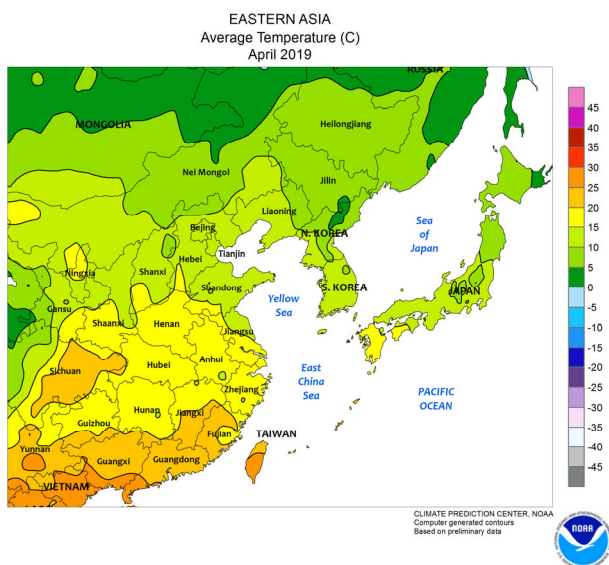 EASTERN ASIA
Average Temperature (C)
April 2019
RUSSIA
MONGOLIA
Heilongjiang
Nei Mongol
Jilin
Liaoning
Bejing
N. KOREA
Sea
of
Japan
Hebei
Tianjin
Ningxia
Shanxi
Shandong
S. KOREA
JAPAN
Gansu
Yellow
Sea
Shaanxi
Henan
Jiangsu
Sichuan
Hubei
Anhui
East
China
Sea
Zhejiang
PACIFIC
OCEAN
Hunan
Jiangxi
Guizhou
Fujian
TAIWAN
Yunnan
Guangxi
Guangdong
VIETNAM
45
40
35
30
25
20
15
10
5
0
-5
-10
-15
-20
-25
-30
-35
-40
-45
CLIMATE PREDICTION CENTER, NOAA
Computer generated contours
Based on preliminary data
NOAA